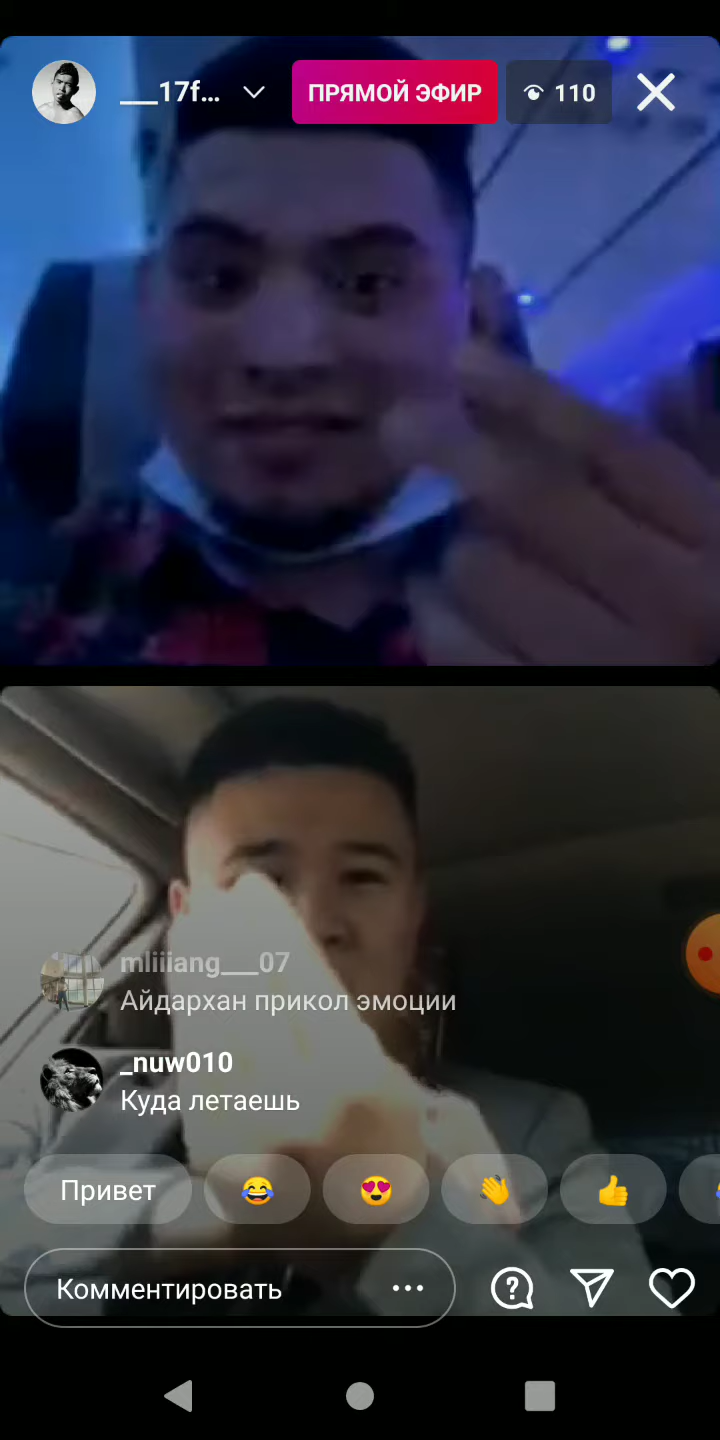 ___17f...
ПРЯМОЙ ЭФИР
110
mliiiang___07
Айдархан прикол эмоции
_nuw010
Куда летаешь
Привет
Комментировать